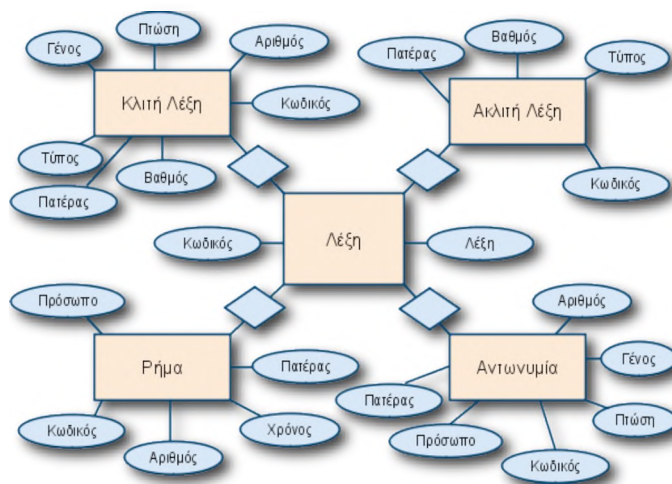 Γένος
Πτώση
Αριθμός
Κλιτή Λέξη
Κωδικός
Τύπος
Πατέρας
Βαθμός
Πατέρας
Βαθμός
Τύπος
Ακλιτή Λέξη
Κωδικός
Κωδικός
Λέξη
Λέξη
Πρόσωπο
Ρήμα
Πατέρας
Κωδικός
Αριθμός
Χρόνος
Αριθμός
Γένος
Αντωνυμία
Πατέρας
Πτώση
Πρόσωπο
Κωδικός